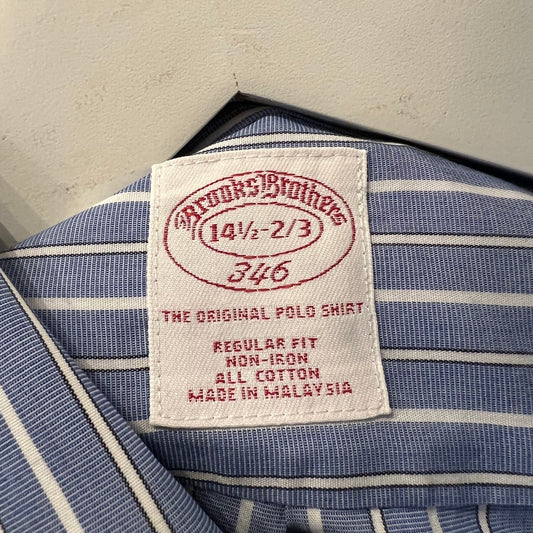 Brooks Brothers
14½-2/3
346
THE ORIGINAL POLO SHIRT
REGULAR FIT
NON-IRON
ALL COTTON
MADE IN MALAYSIA